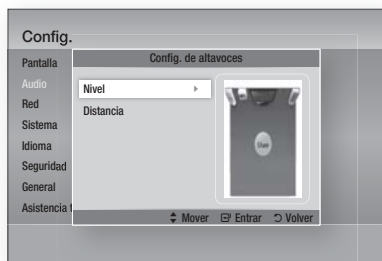 Config.
Pantalla
Audio
Red
Sistema
Idioma
Seguridad
General
Asistencia
Config. de altavoces
Nivel
Distancia
User
Mover Entrar Volver